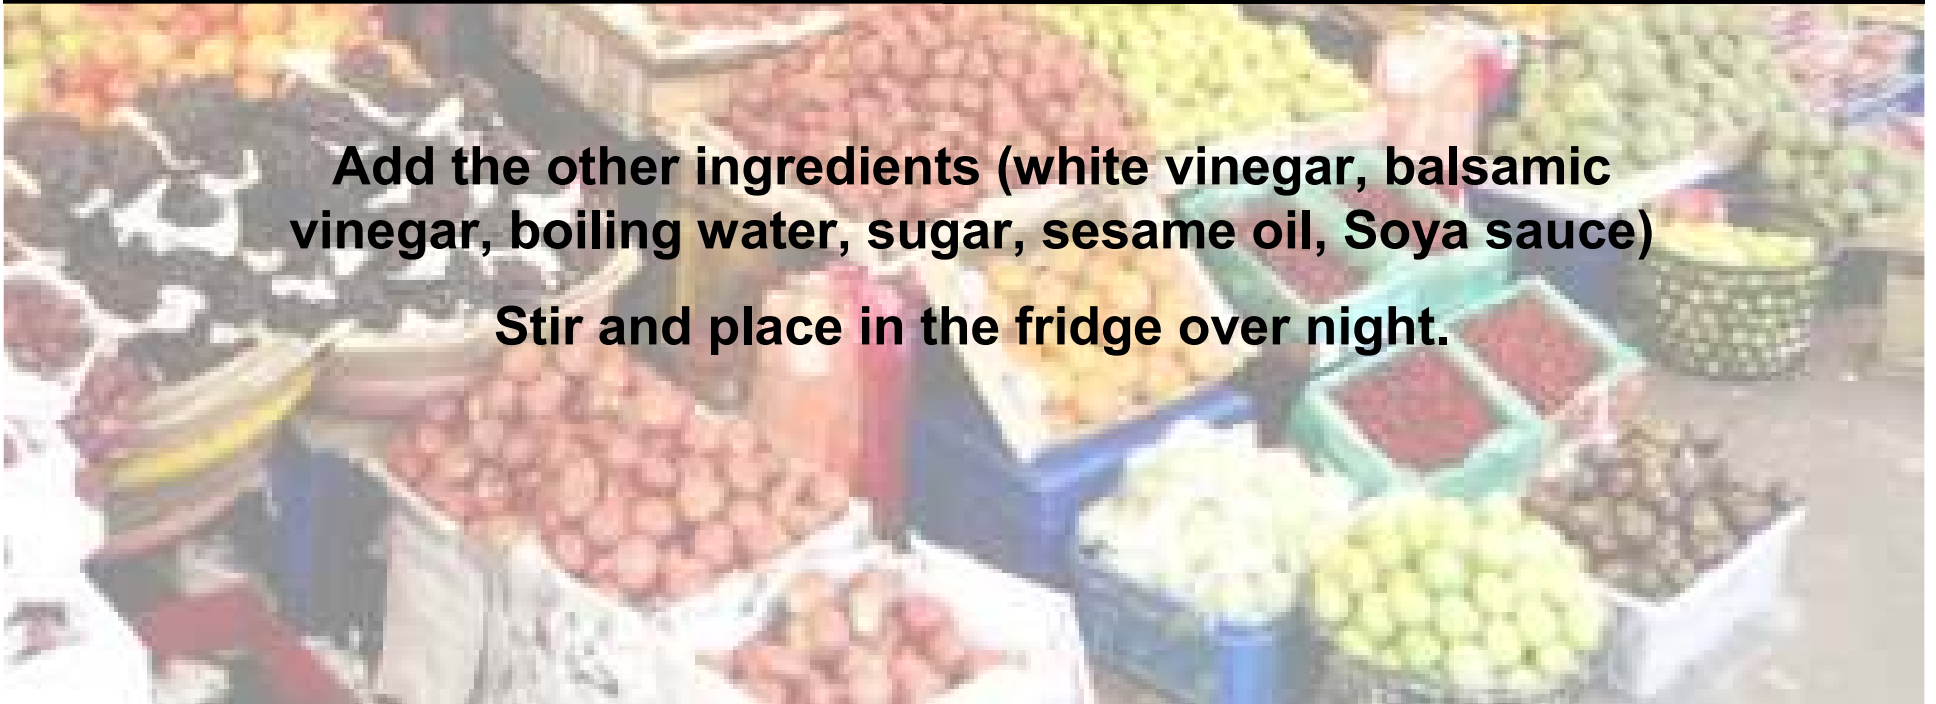 Add the other ingredients (white vinegar, balsamic
vinegar, boiling water, sugar, sesame oil, Soya sauce)
Stir and place in the fridge over night.